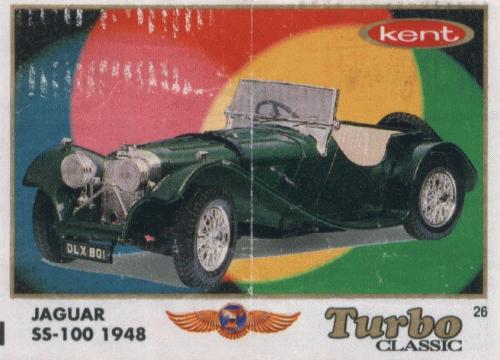 kent
DLX 801
JAGUAR
SS-100 1948
26
Turbo
CLASSIC